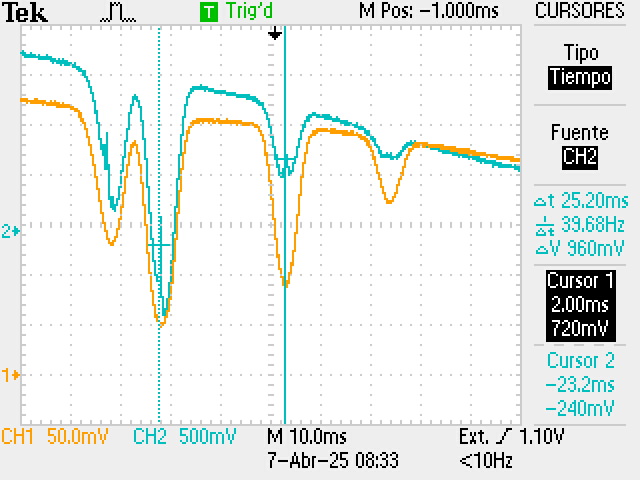 Tek T Trig'd M Pos: -1.000ms CURSORES
Tipo
Tiempo
Fuente
CH2
Δt 25.20ms
1/Δt 39.68Hz
ΔV 960mV
Cursor 1
2.00ms
720mV
Cursor 2
-23.2ms
-240mV
2
1
CH1 50.0mV CH2 500mV M 10.0ms Ext. 1.10V
7-Abr-25 08:33 <10Hz